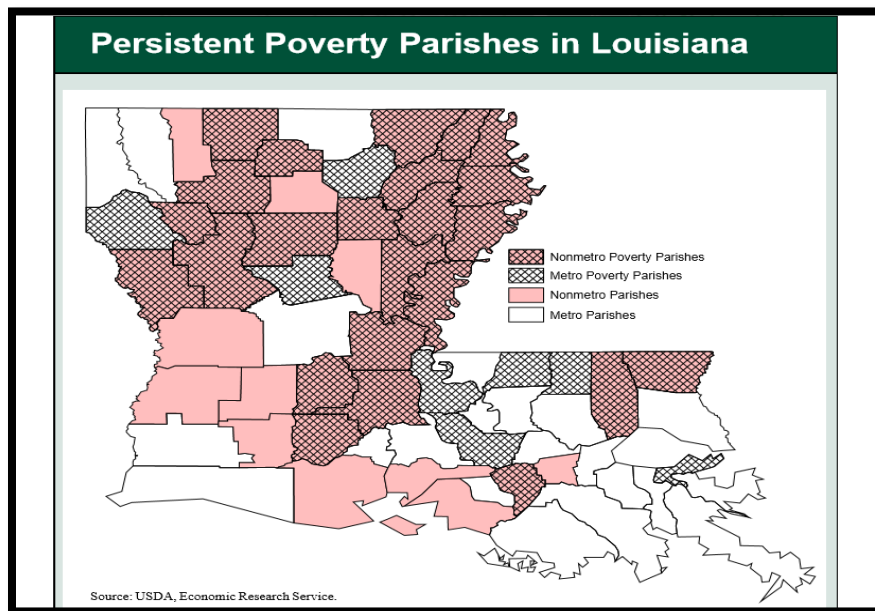 Persistent Poverty Parishes in Louisiana
Nonmetro Poverty Parishes
Metro Poverty Parishes
Nonmetro Parishes
Metro Parishes
Source: USDA, Economic Research Service.